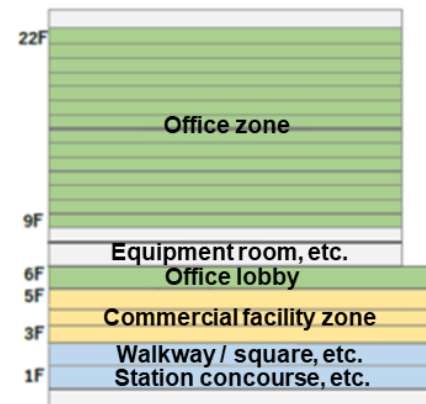 22F
Office zone
9F
Equipment room, etc.
6F
Office lobby
5F
Commercial facility zone
3F
Walkway / square, etc.
1F
Station concourse, etc.